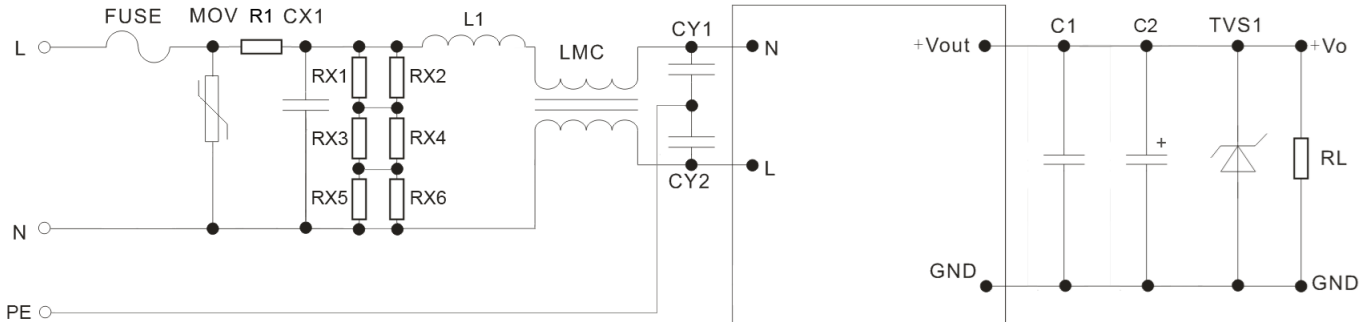 FUSE MOV R1 CX1 L1 LMC CY1 C1 C2 TVS1
L N +Vout +Vo
RX1 RX2
RX3 RX4 + RL
RX5 RX6 CY2 L
N GND GND
PE